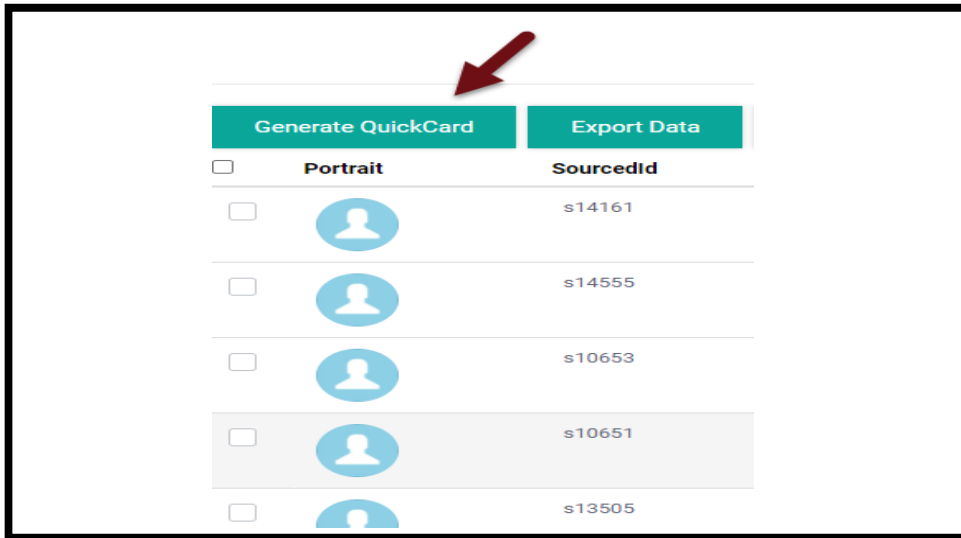 Generate QuickCard Export Data
Portrait SourcedId
s14161
s14555
s10653
s10651
s13505